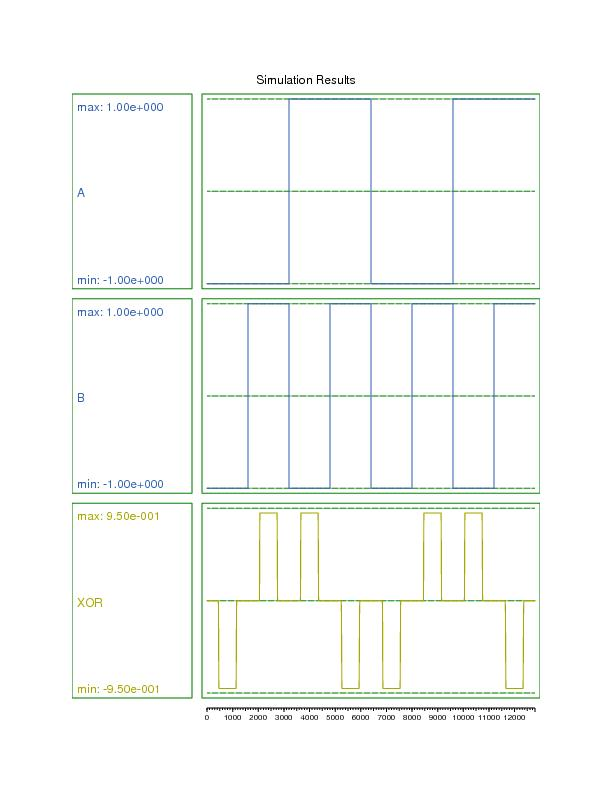 Simulation Results
max: 1.00e+000
A
min: -1.00e+000
max: 1.00e+000
B
min: -1.00e+000
max: 9.50e-001
XOR
min: -9.50e-001
0 1000 2000 3000 4000 5000 6000 7000 8000 9000 10000 11000 12000